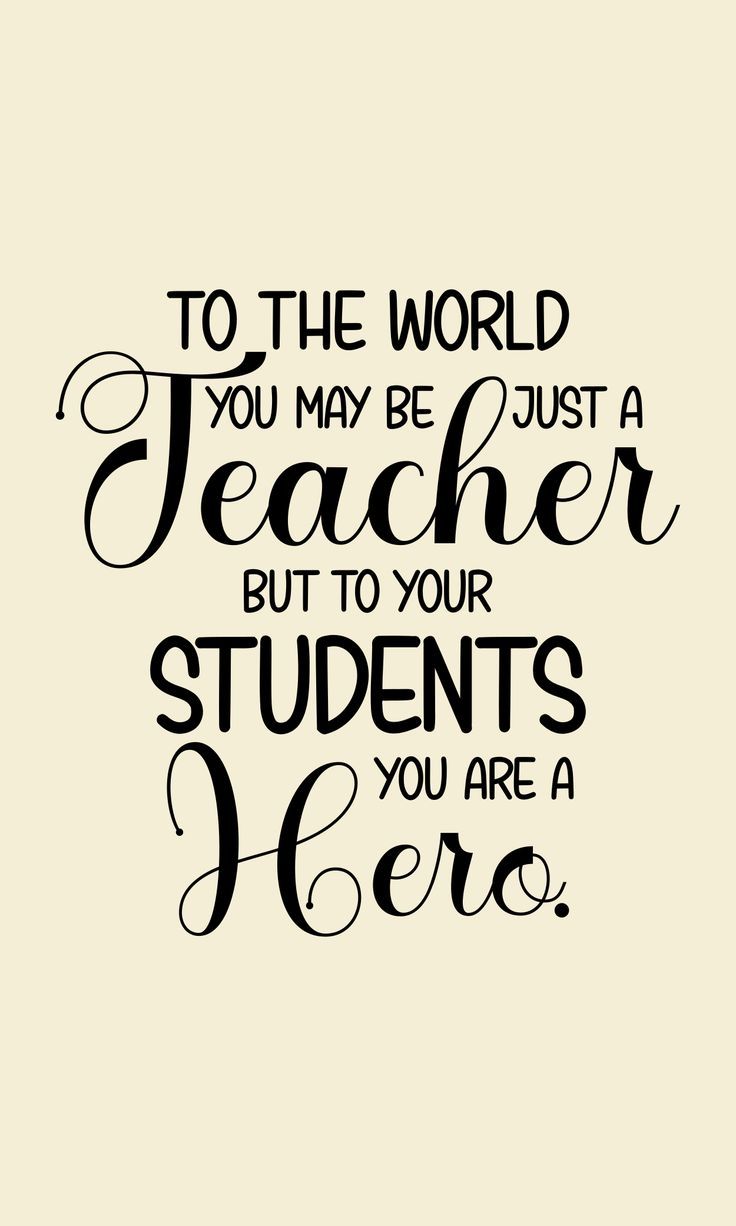 TO THE WORLD
YOU MAY BE JUST A
Teacher
BUT TO YOUR
STUDENTS
YOU ARE A
Hero.